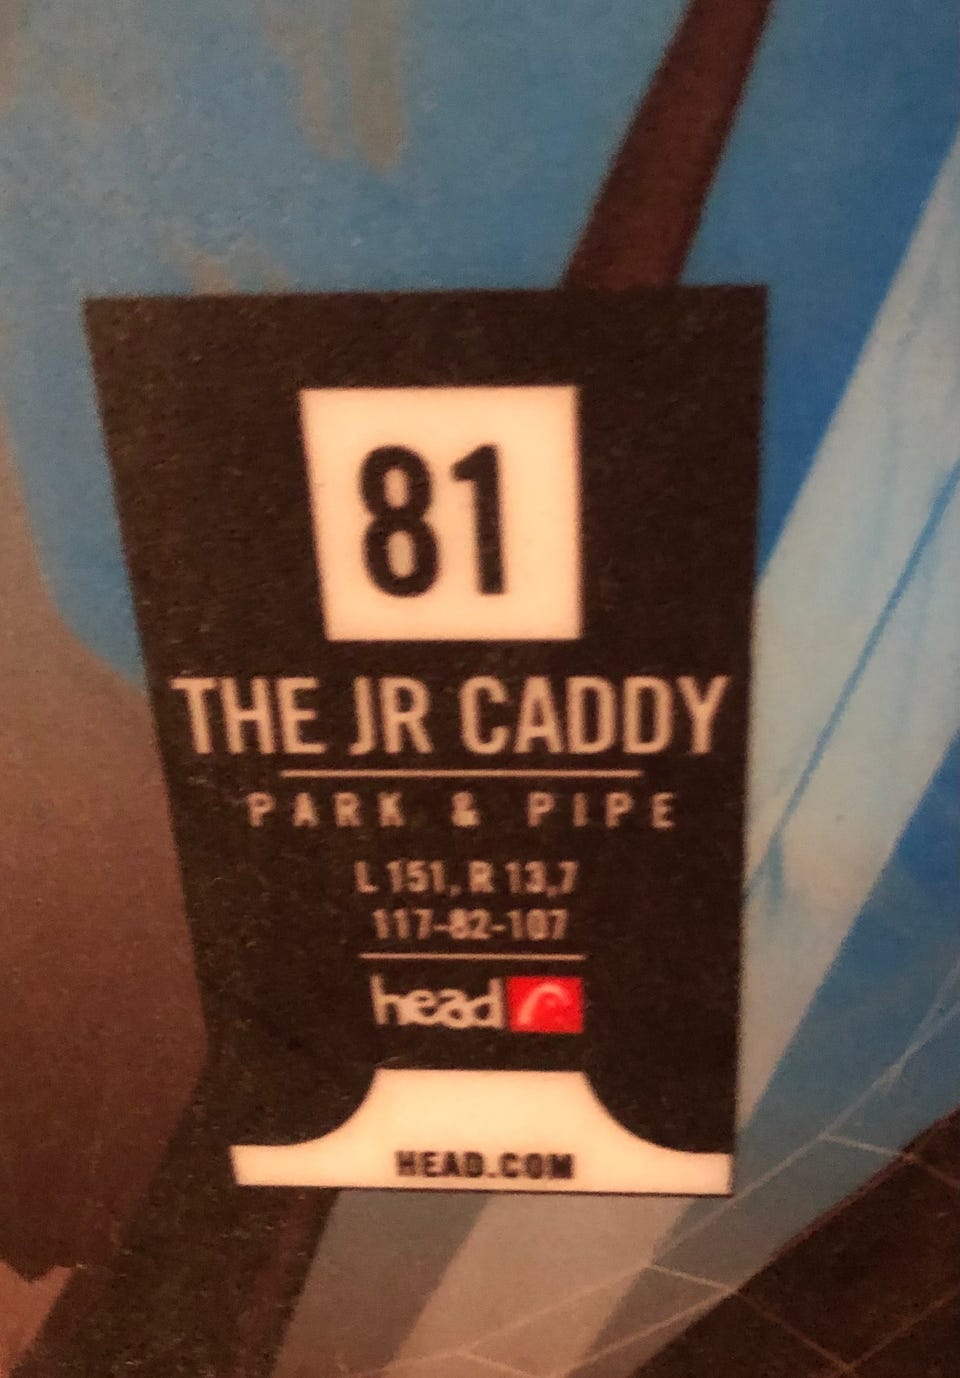 81
THE JR CADDY
PARK & PIPE
L 151, R 13,7
117-82-107
head
HEAD.COM